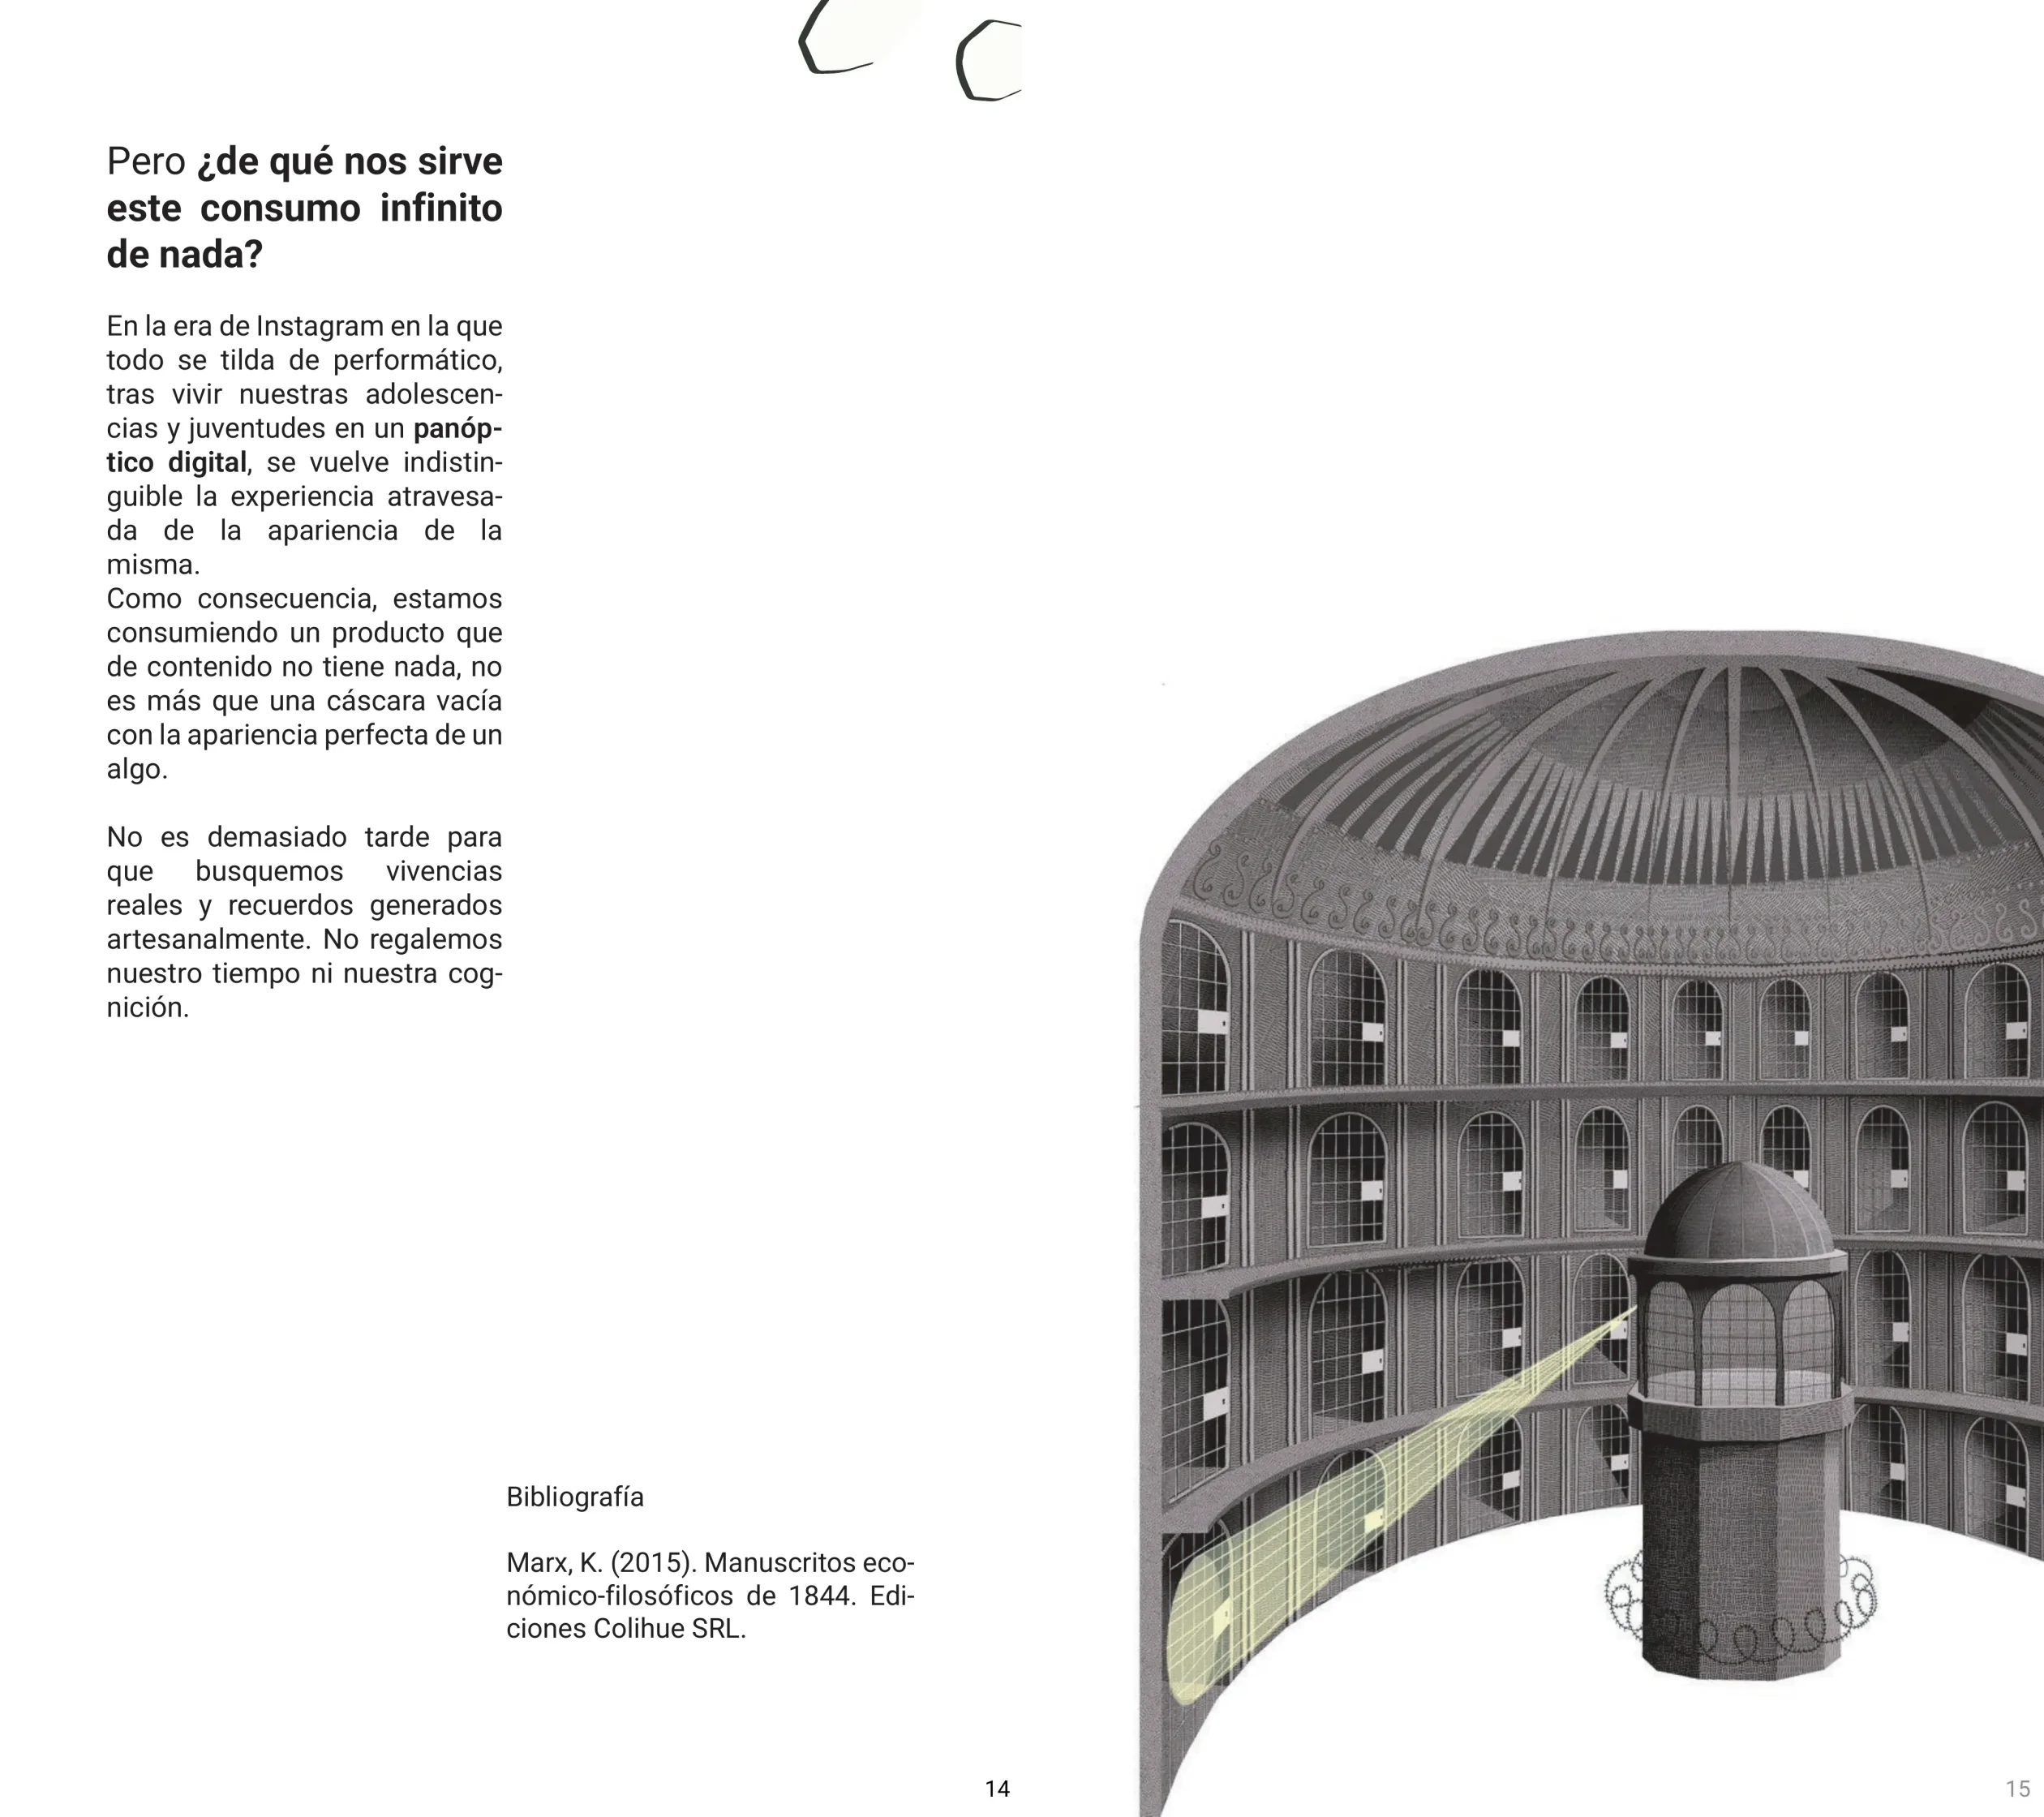 Pero ¿de qué nos sirve
este consumo infinito
de nada?
En la era de Instagram en la que
todo se tilda de performático,
tras vivir nuestras adolescen-
cias y juventudes en un panóp-
tico digital, se vuelve indistin-
guible la experiencia atravesa-
da de la apariencia de la
misma.
Como consecuencia, estamos
consumiendo un producto que
de contenido no tiene nada, no
es más que una cáscara vacía
con la apariencia perfecta de un
algo.
No es demasiado tarde para
que busquemos vivencias
reales y recuerdos generados
artesanalmente. No regalemos
nuestro tiempo ni nuestra cog-
nición.
Bibliografía
Marx, K. (2015). Manuscritos eco-
nómico-filosóficos de 1844. Edi-
ciones Colihue SRL.
14
15